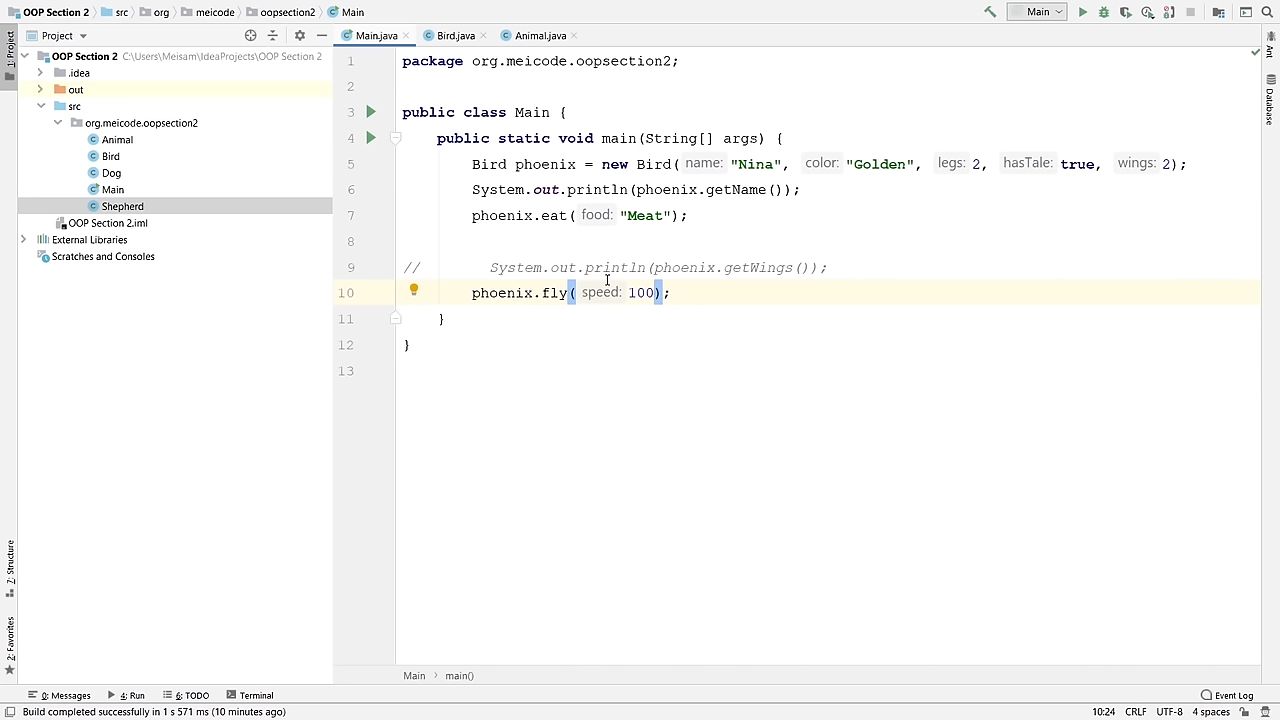 OOP Section 2 src org meicode oopsection2 Main
Main
1: Project
Project
Main.java Bird.java Animal.java
Ant
Database
OOP Section 2 C:\Users\Meisam\IdeaProjects\OOP Section 2
.idea
out
src
org.meicode.oopsection2
Animal
Bird
Dog
Main
Shepherd
OOP Section 2.iml
External Libraries
Scratches and Consoles
1 package org.meicode.oopsection2;
2
3 public class Main {
4 public static void main(String[] args) {
5 Bird phoenix = new Bird( name: "Nina", color: "Golden", legs: 2, hasTale: true, wings: 2);
6 System.out.println(phoenix.getName());
7 phoenix.eat( food: "Meat");
8
9 // System.out.println(phoenix.getWings());
10 phoenix.fly( speed: 100);
11 }
12 }
13
7: Structure
2: Favorites
Main main()
0: Messages 4: Run 6: TODO Terminal Event Log
Build completed successfully in 1 s 571 ms (10 minutes ago) 10:24 CRLF UTF-8 4 spaces